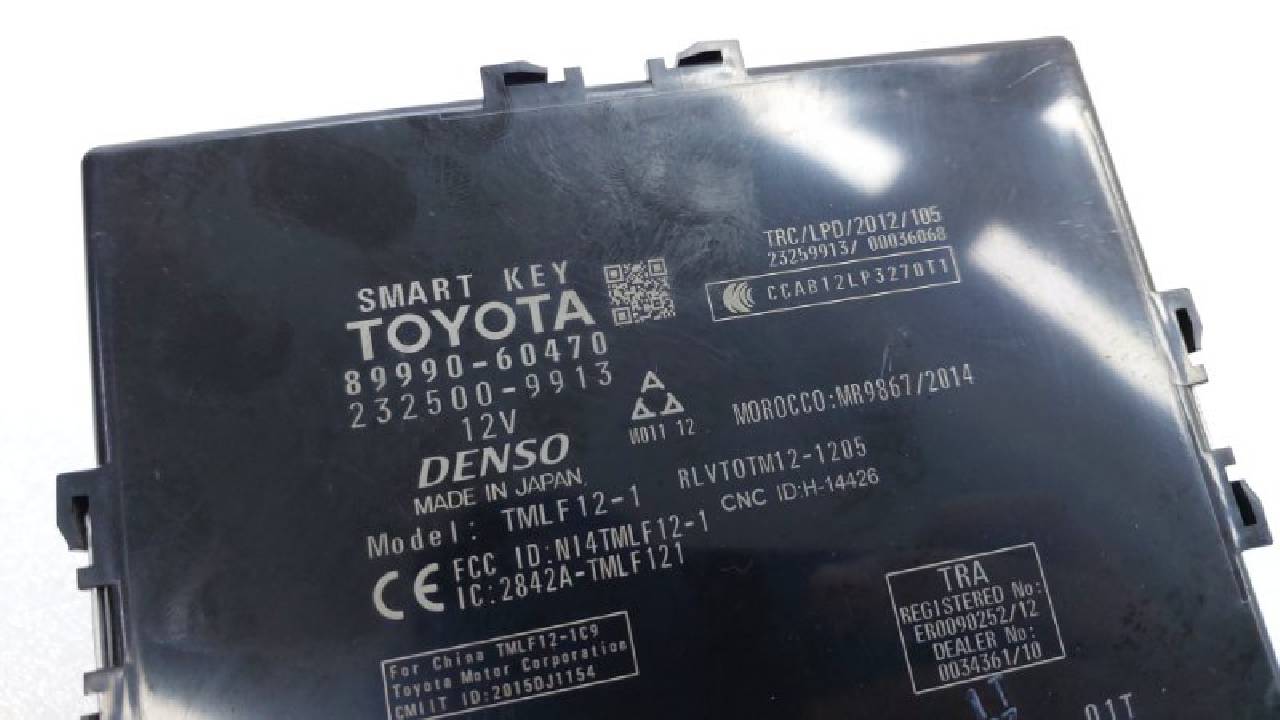 TRC/LPD/2012/105
23259913/ 00036068
CCAB12LP3270T1
SMART KEY
TOYOTA
89990-60470
232500-9913
12V
DENSO
MADE IN JAPAN
W011 12
MOROCCO:MR9867/2014
RLVTOTM12-1205
CNC ID:H-14426
Model: TMLF12-1
FCC ID:NI4TMLF12-1
IC:2842A-TMLF121
CE
For China TMLF12-1C9
Toyota Motor Corporation
CMIIT ID:2015DJ1154
TRA
REGISTERED No:
ER0090252/12
DEALER No:
0034361/10
01T